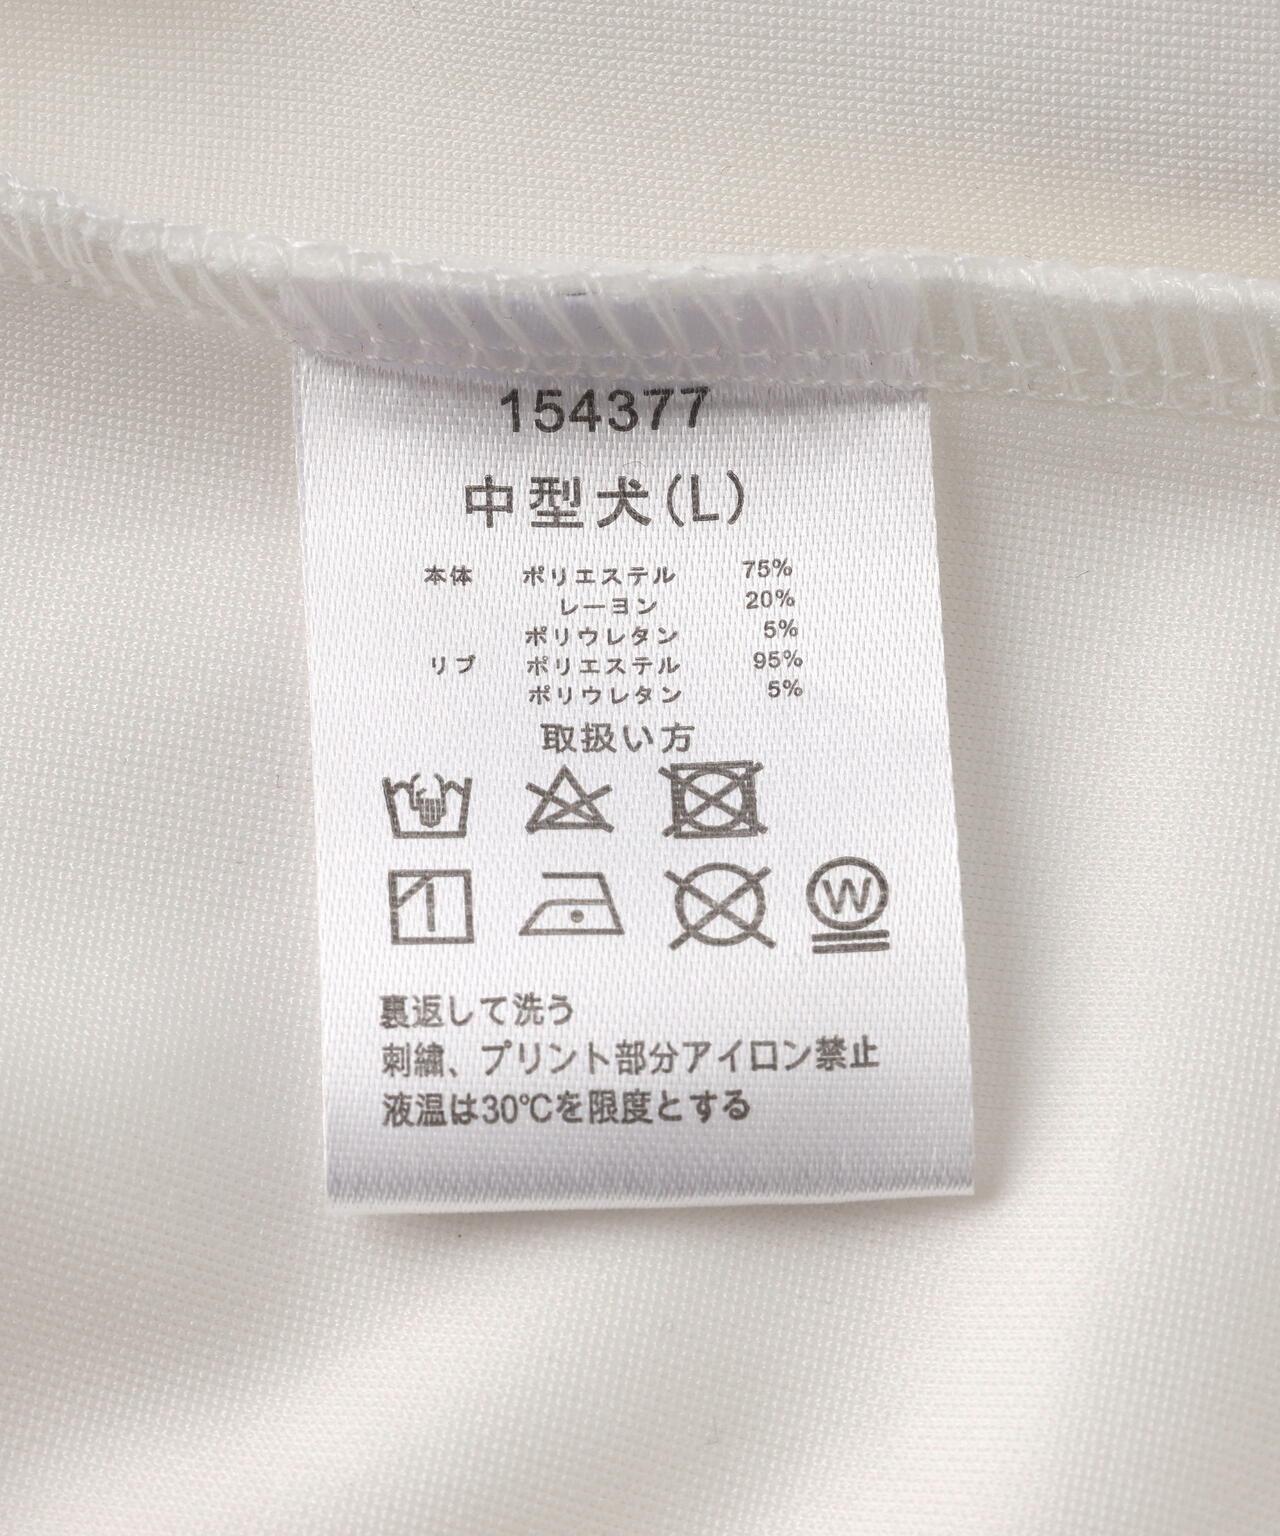 154377
中型犬(L)
本体 ポリエステル 75%
レーヨン 20%
ポリウレタン 5%
リブ ポリエステル 95%
ポリウレタン 5%
取扱い方
W
裏返して洗う
刺繍、プリント部分アイロン禁止
液温は30℃を限度とする